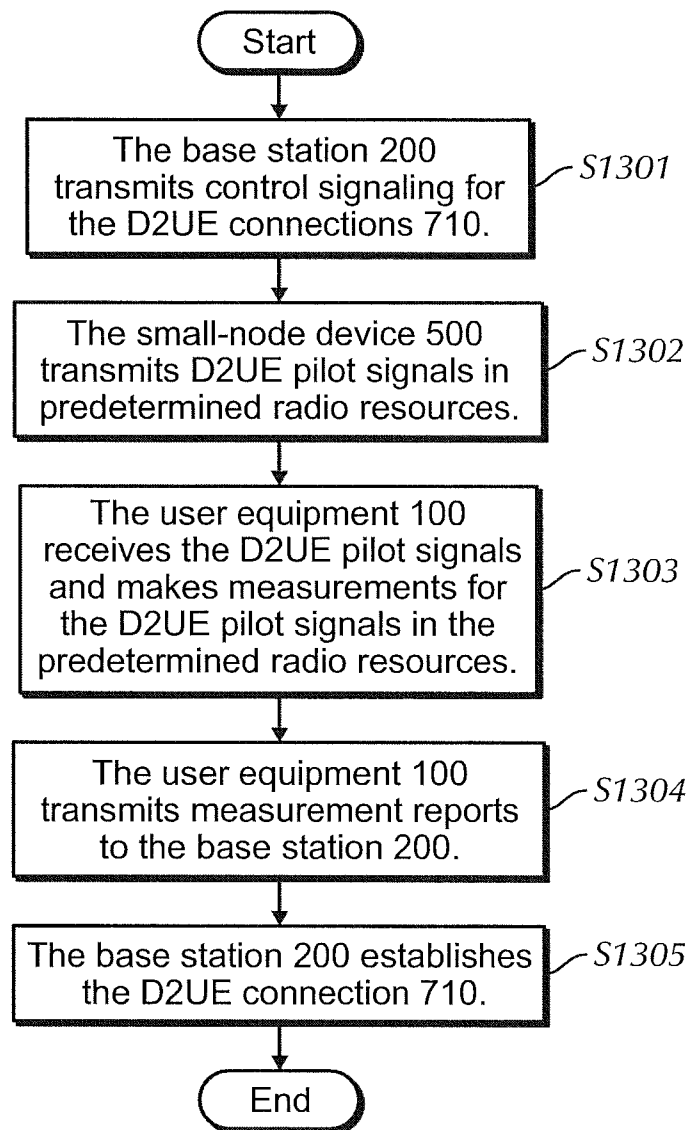 Start
The base station 200
transmits control signaling for
the D2UE connections 710.
S1301
The small-node device 500
transmits D2UE pilot signals in
predetermined radio resources.
S1302
The user equipment 100
receives the D2UE pilot signals
and makes measurements for
the D2UE pilot signals in the
predetermined radio resources.
S1303
The user equipment 100
transmits measurement reports
to the base station 200.
S1304
The base station 200 establishes
the D2UE connection 710.
S1305
End